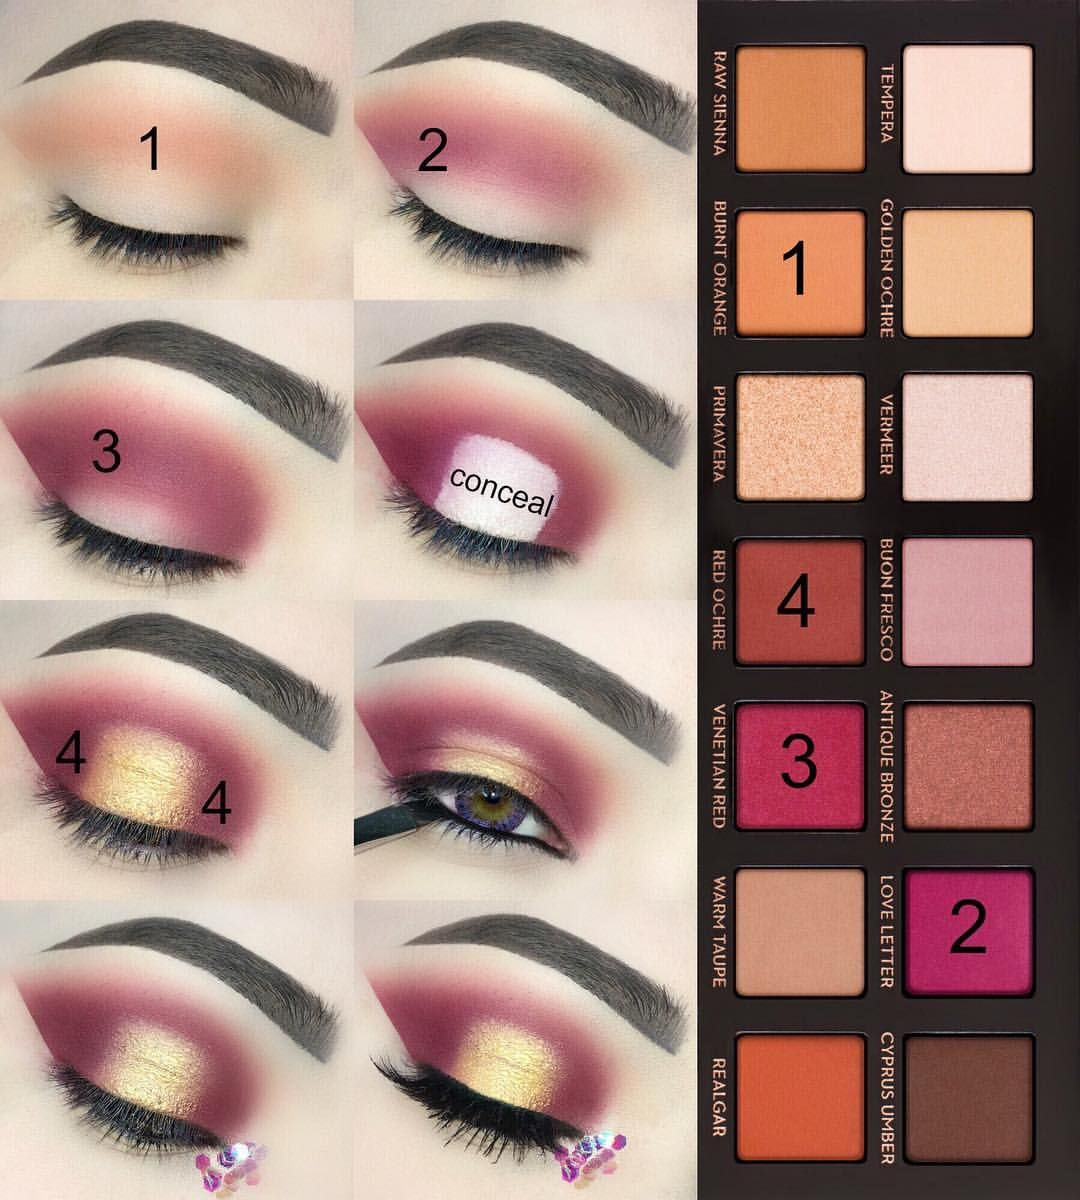 1
2
3
conceal
4
4
RAW SIENNA
TEMPERA
BURNT ORANGE
1
GOLDEN OCHRE
PRIMAVERA
VERMEER
RED OCHRE
4
BUON FRESCO
VENETIAN RED
3
ANTIQUE BRONZE
WARM TAUPE
LOVE LETTER
2
REALGAR
CYPRUS UMBER